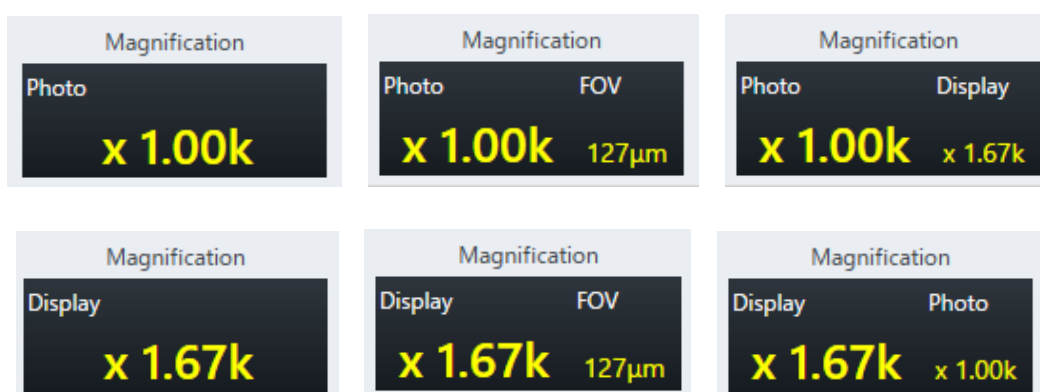 Magnification
Photo
x 1.00k
Magnification
Photo FOV
x 1.00k 127µm
Magnification
Photo Display
x 1.00k x 1.67k
Magnification
Display
x 1.67k
Magnification
Display FOV
x 1.67k 127µm
Magnification
Display Photo
x 1.67k x 1.00k